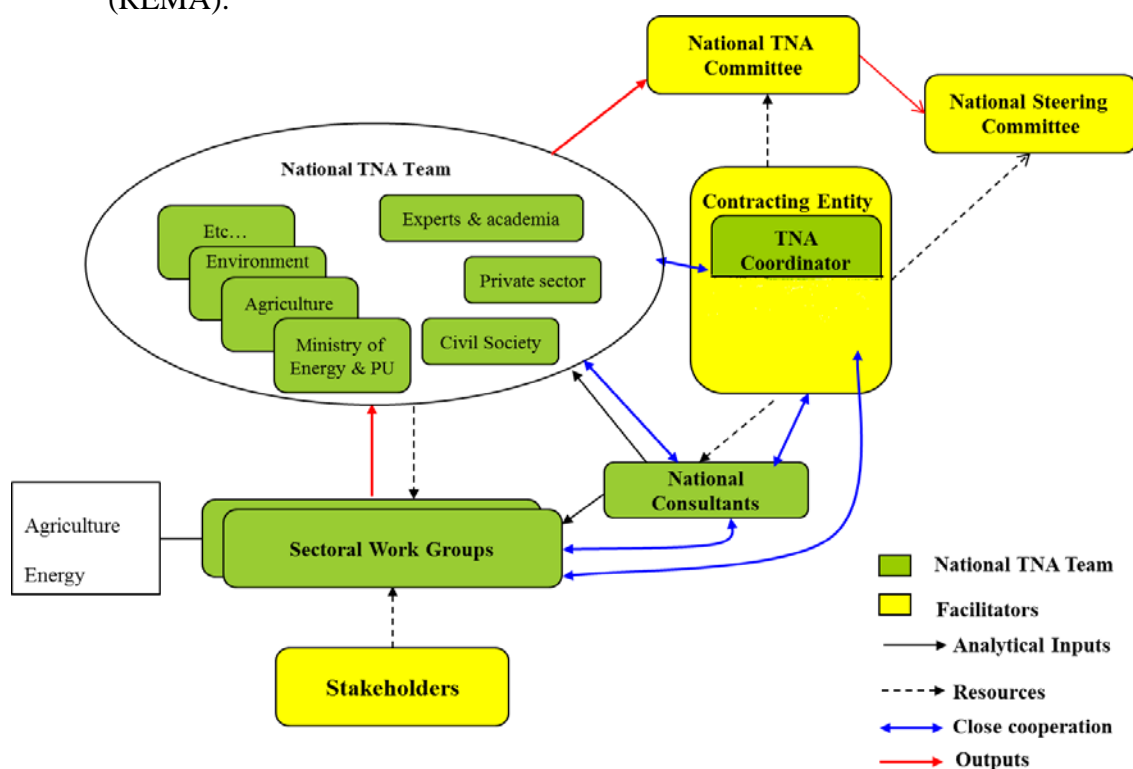 (REMA).
National TNA
Committee
National Steering
Committee
National TNA Team
Contracting Entity
TNA
Coordinator
Experts & academia
Etc…
Environment
Private sector
Agriculture
Civil Society
Ministry of
Energy & PU
National
Consultants
Agriculture
Energy
Sectoral Work Groups
Stakeholders
National TNA Team
Facilitators
Analytical Inputs
Resources
Close cooperation
Outputs